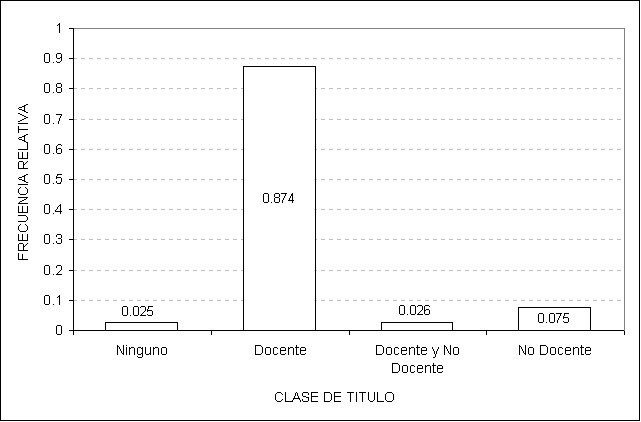 1
0.9
0.8
0.7
0.6
0.5
0.4
0.3
0.2
0.1
0
FRECUENCIA RELATIVA
0.025
0.874
0.026
0.075
Ninguno
Docente
Docente y No
Docente
No Docente
CLASE DE TITULO